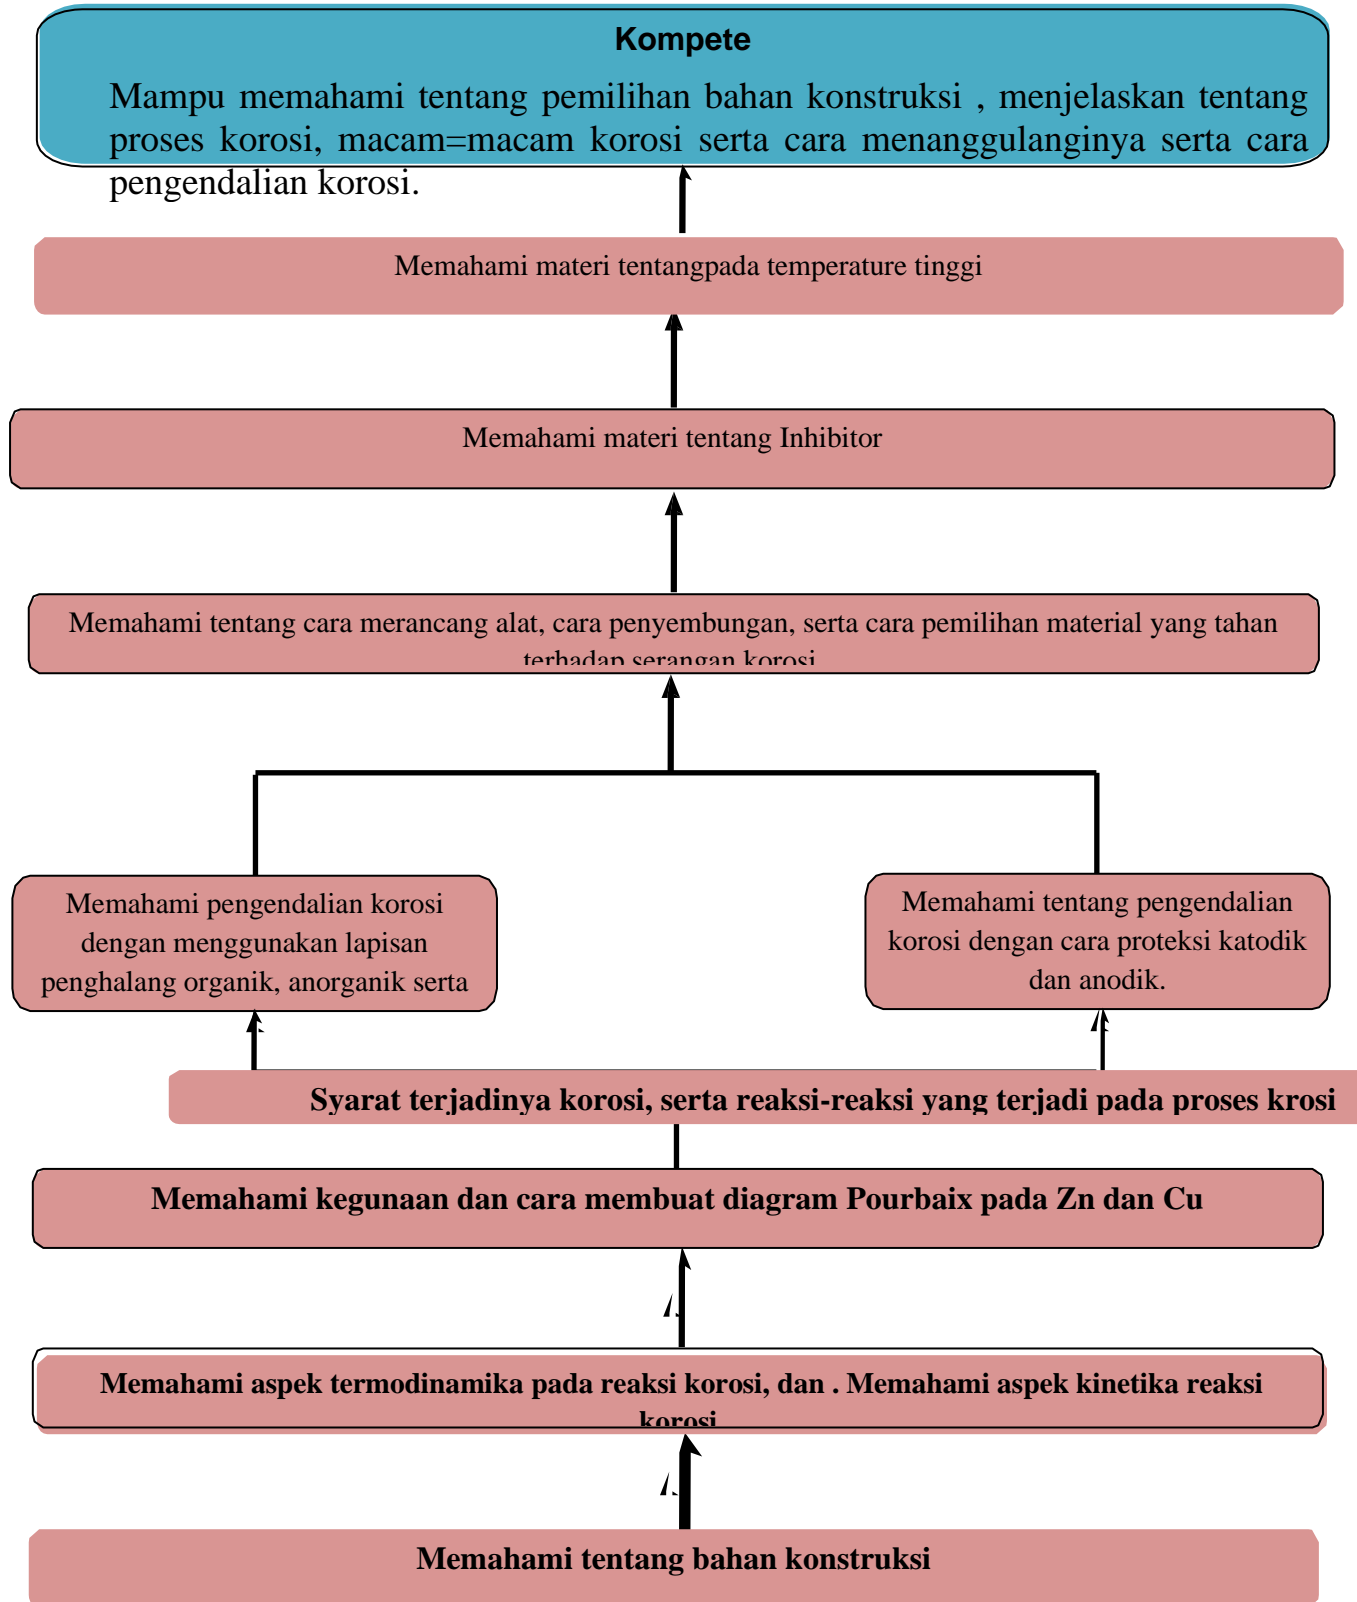 Kompete
Mampu memahami tentang pemilihan bahan konstruksi , menjelaskan tentang
proses korosi, macam=macam korosi serta cara menanggulanginya serta cara
pengendalian korosi.
Memahami materi tentangpada temperature tinggi
Memahami materi tentang Inhibitor
Memahami tentang cara merancang alat, cara penyembungan, serta cara pemilihan material yang tahan
terhadap serangan korosi
Memahami pengendalian korosi
dengan menggunakan lapisan
penghalang organik, anorganik serta
Memahami tentang pengendalian
korosi dengan cara proteksi katodik
dan anodik.
Syarat terjadinya korosi, serta reaksi-reaksi yang terjadi pada proses krosi
Memahami kegunaan dan cara membuat diagram Pourbaix pada Zn dan Cu
Memahami aspek termodinamika pada reaksi korosi, dan . Memahami aspek kinetika reaksi
korosi
Memahami tentang bahan konstruksi